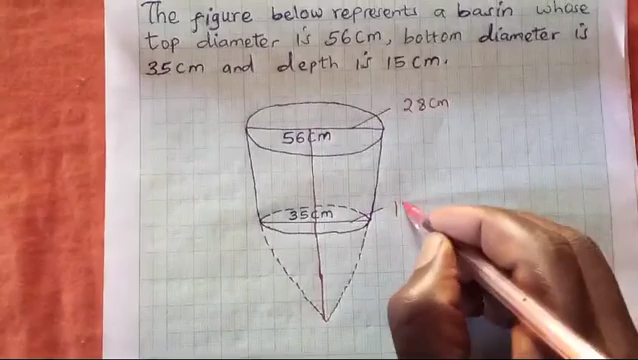 The figure below represents a basin whose
top diameter is 56cm, bottom diameter is
35cm and depth is 15cm.
28cm
56cm
35cm
1